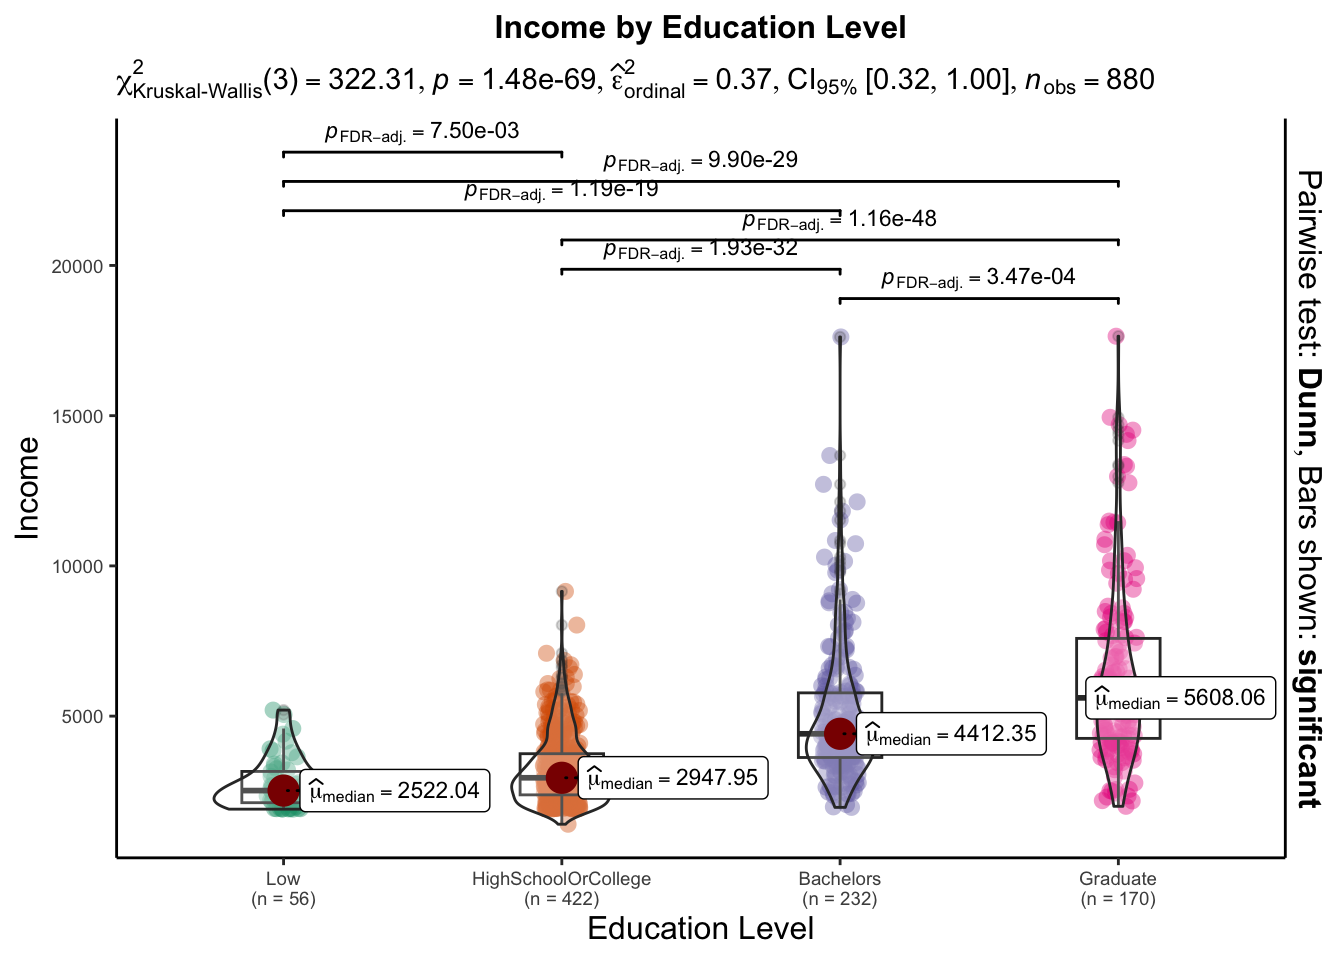 Income by Education Level
χ²Kruskal-Wallis(3) = 322.31, p = 1.48e-69, ε̂²ordinal = 0.37, CI95% [0.32, 1.00], nobs = 880
pFDR−adj. = 7.50e-03
pFDR−adj. = 9.90e-29
pFDR−adj. = 1.19e-19
pFDR−adj. = 1.16e-48
pFDR−adj. = 1.93e-32
pFDR−adj. = 3.47e-04
20000
15000
10000
5000
Income
μ̂median = 2522.04
μ̂median = 2947.95
μ̂median = 4412.35
μ̂median = 5608.06
Pairwise test: Dunn, Bars shown: significant
Low
(n = 56)
HighSchoolOrCollege
(n = 422)
Bachelors
(n = 232)
Graduate
(n = 170)
Education Level